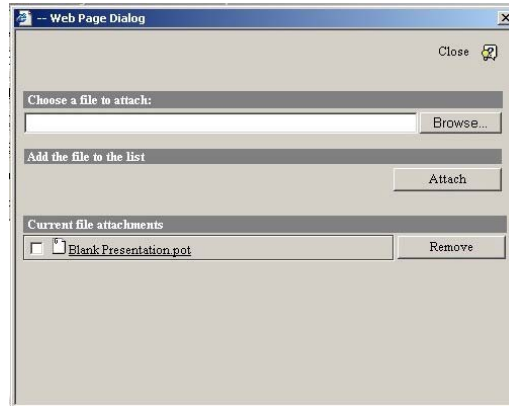 -- Web Page Dialog
Close
Choose a file to attach:
Browse...
Add the file to the list
Attach
Current file attachments
Blank Presentation.pot
Remove